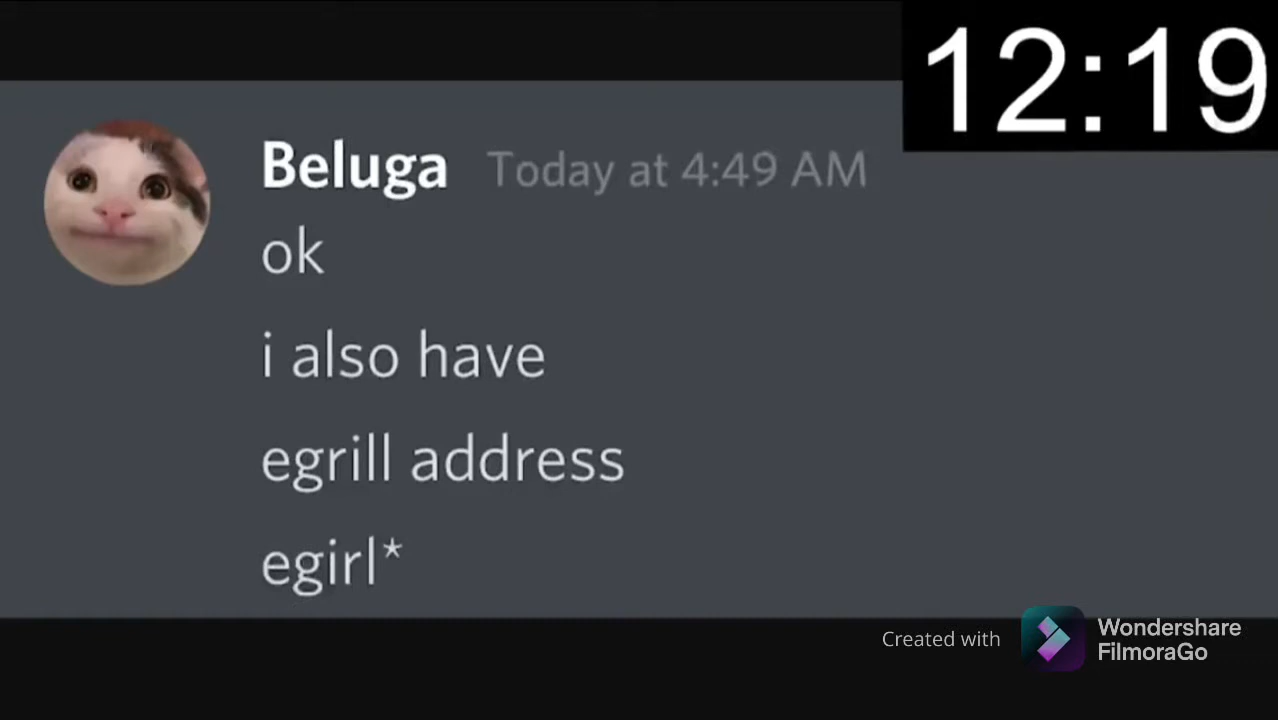 12:19
Beluga Today at 4:49 AM
ok
i also have
egrill address
egirl*
Created with Wondershare
FilmoraGo